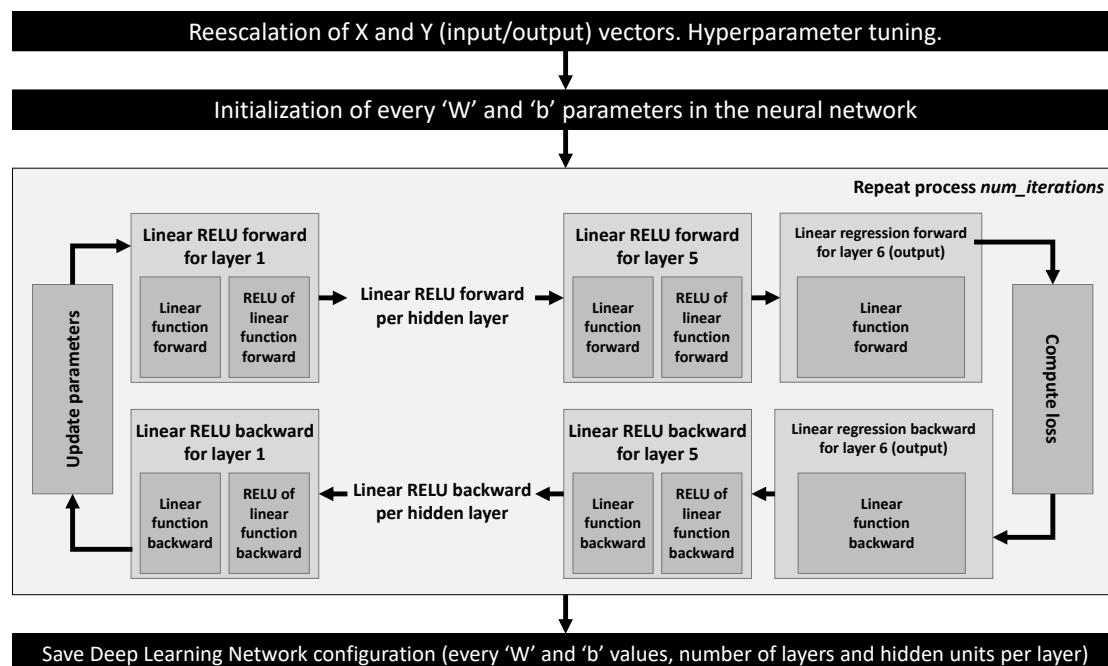 Reescalation of X and Y (input/output) vectors. Hyperparameter tuning.
Initialization of every ‘W’ and ‘b’ parameters in the neural network
Repeat process num_iterations
Update parameters
Linear RELU forward
for layer 1
Linear
function
forward
RELU of
linear
function
forward
Linear RELU forward
per hidden layer
Linear RELU forward
for layer 5
Linear
function
forward
RELU of
linear
function
forward
Linear regression forward
for layer 6 (output)
Linear
function
forward
Compute loss
Linear RELU backward
for layer 1
Linear
function
backward
RELU of
linear
function
backward
Linear RELU backward
per hidden layer
Linear RELU backward
for layer 5
Linear
function
backward
RELU of
linear
function
backward
Linear regression backward
for layer 6 (output)
Linear
function
backward
Save Deep Learning Network configuration (every ‘W’ and ‘b’ values, number of layers and hidden units per layer)